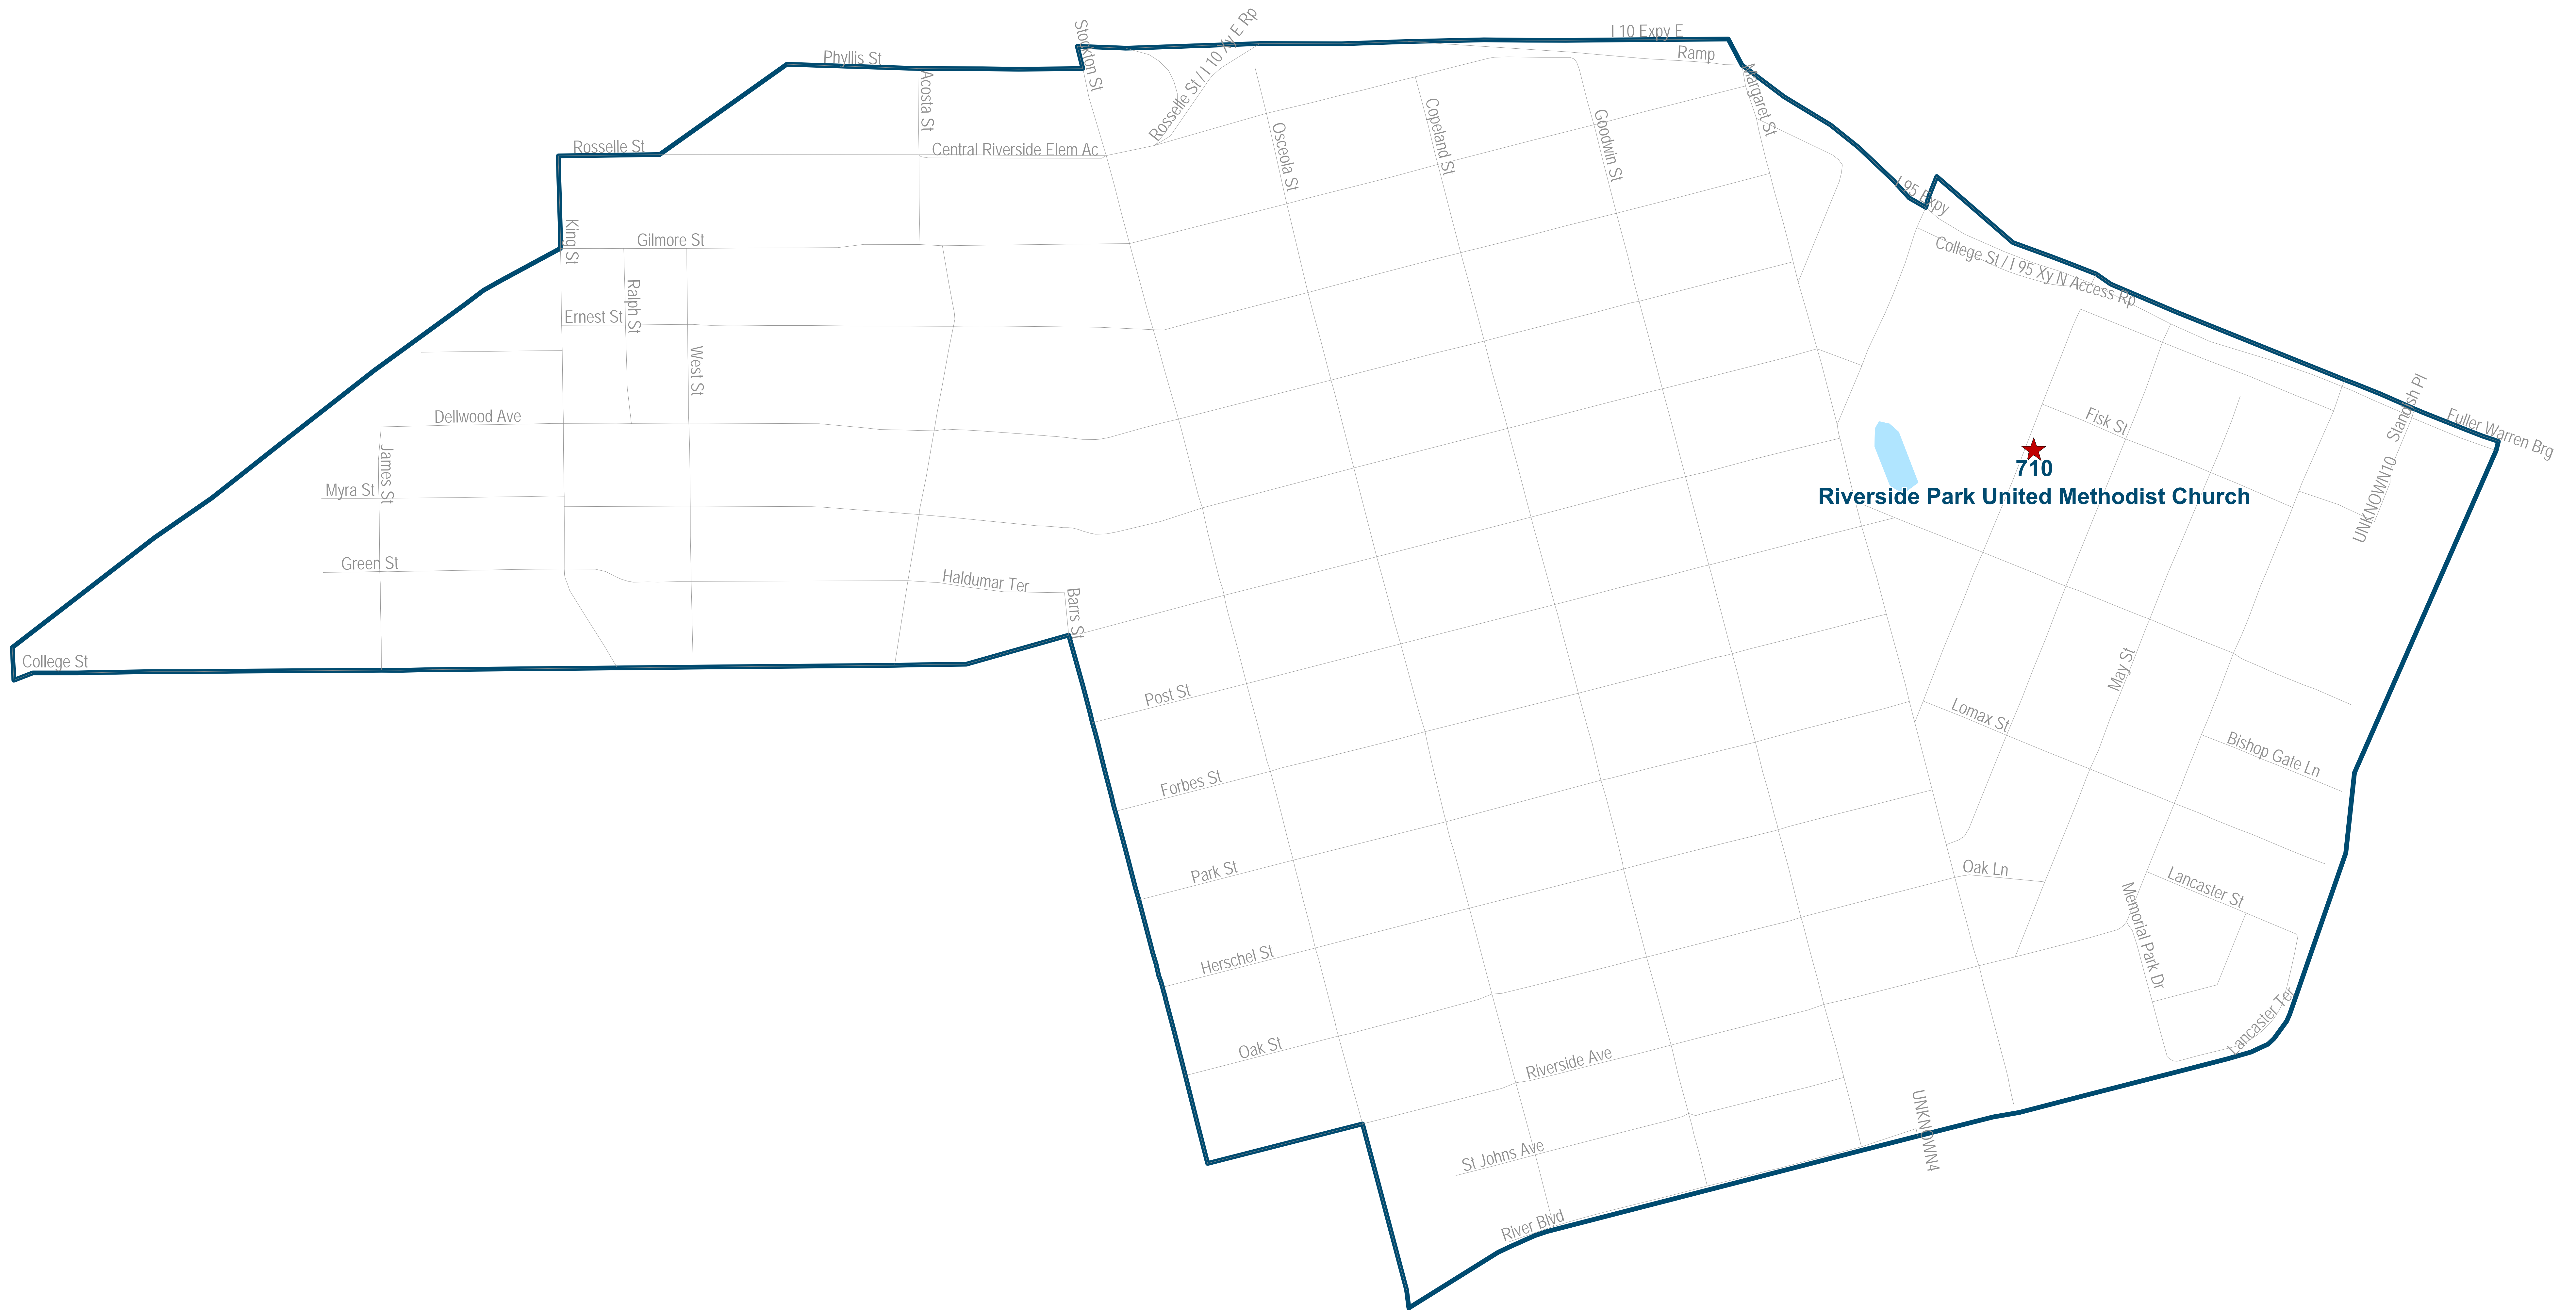 I 10 Expy E
Ramp
Phyllis St
Stockton St
Rosselle St / I 10 Xy E Rp
Acosta St
Margaret St
Copeland St
Goodwin St
Osceola St
Rosselle St
Central Riverside Elem Ac
I 95 Expy
King St
Gilmore St
College St / I 95 Xy N Access Rp
Ralph St
Ernest St
West St
Standish Pl
Fuller Warren Brg
Dellwood Ave
Fisk St
James St
710
Riverside Park United Methodist Church
UNKNOWN10
Myra St
Green St
Haldumar Ter
Barrs St
College St
May St
Post St
Lomax St
Bishop Gate Ln
Forbes St
Park St
Oak Ln
Lancaster St
Memorial Park Dr
Herschel St
Oak St
Lancaster Ter
Riverside Ave
UNKNOWN4
St Johns Ave
River Blvd